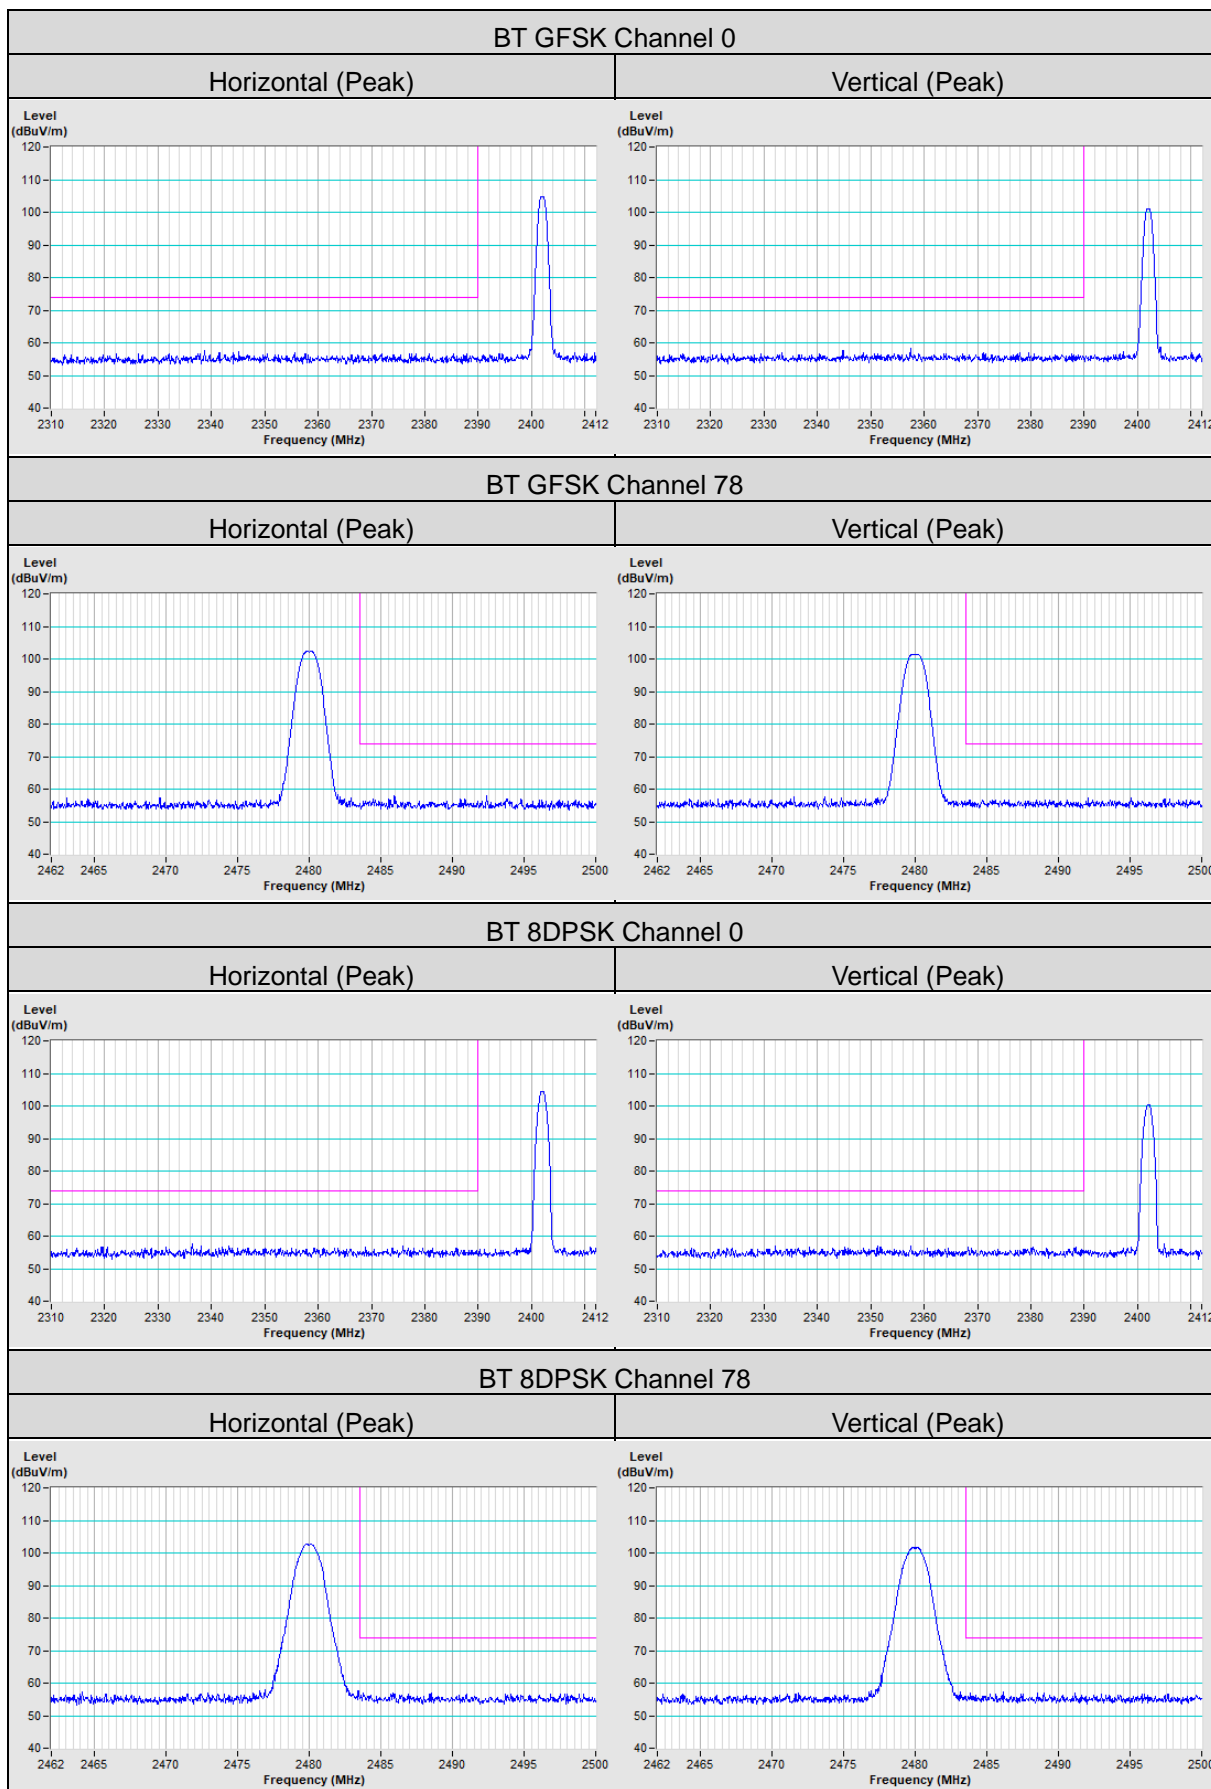 BT GFSK Channel 0
Horizontal (Peak) Vertical (Peak)
Level
(dBuV/m)
120
110
100
90
80
70
60
50
40
2310 2320 2330 2340 2350 2360 2370 2380 2390 2400 2412
Frequency (MHz)
Level
(dBuV/m)
120
110
100
90
80
70
60
50
40
2310 2320 2330 2340 2350 2360 2370 2380 2390 2400 2412
Frequency (MHz)
BT GFSK Channel 78
Horizontal (Peak) Vertical (Peak)
Level
(dBuV/m)
120
110
100
90
80
70
60
50
40
2462 2465 2470 2475 2480 2485 2490 2495 2500
Frequency (MHz)
Level
(dBuV/m)
120
110
100
90
80
70
60
50
40
2462 2465 2470 2475 2480 2485 2490 2495 2500
Frequency (MHz)
BT 8DPSK Channel 0
Horizontal (Peak) Vertical (Peak)
Level
(dBuV/m)
120
110
100
90
80
70
60
50
40
2310 2320 2330 2340 2350 2360 2370 2380 2390 2400 2412
Frequency (MHz)
Level
(dBuV/m)
120
110
100
90
80
70
60
50
40
2310 2320 2330 2340 2350 2360 2370 2380 2390 2400 2412
Frequency (MHz)
BT 8DPSK Channel 78
Horizontal (Peak) Vertical (Peak)
Level
(dBuV/m)
120
110
100
90
80
70
60
50
40
2462 2465 2470 2475 2480 2485 2490 2495 2500
Frequency (MHz)
Level
(dBuV/m)
120
110
100
90
80
70
60
50
40
2462 2465 2470 2475 2480 2485 2490 2495 2500
Frequency (MHz)